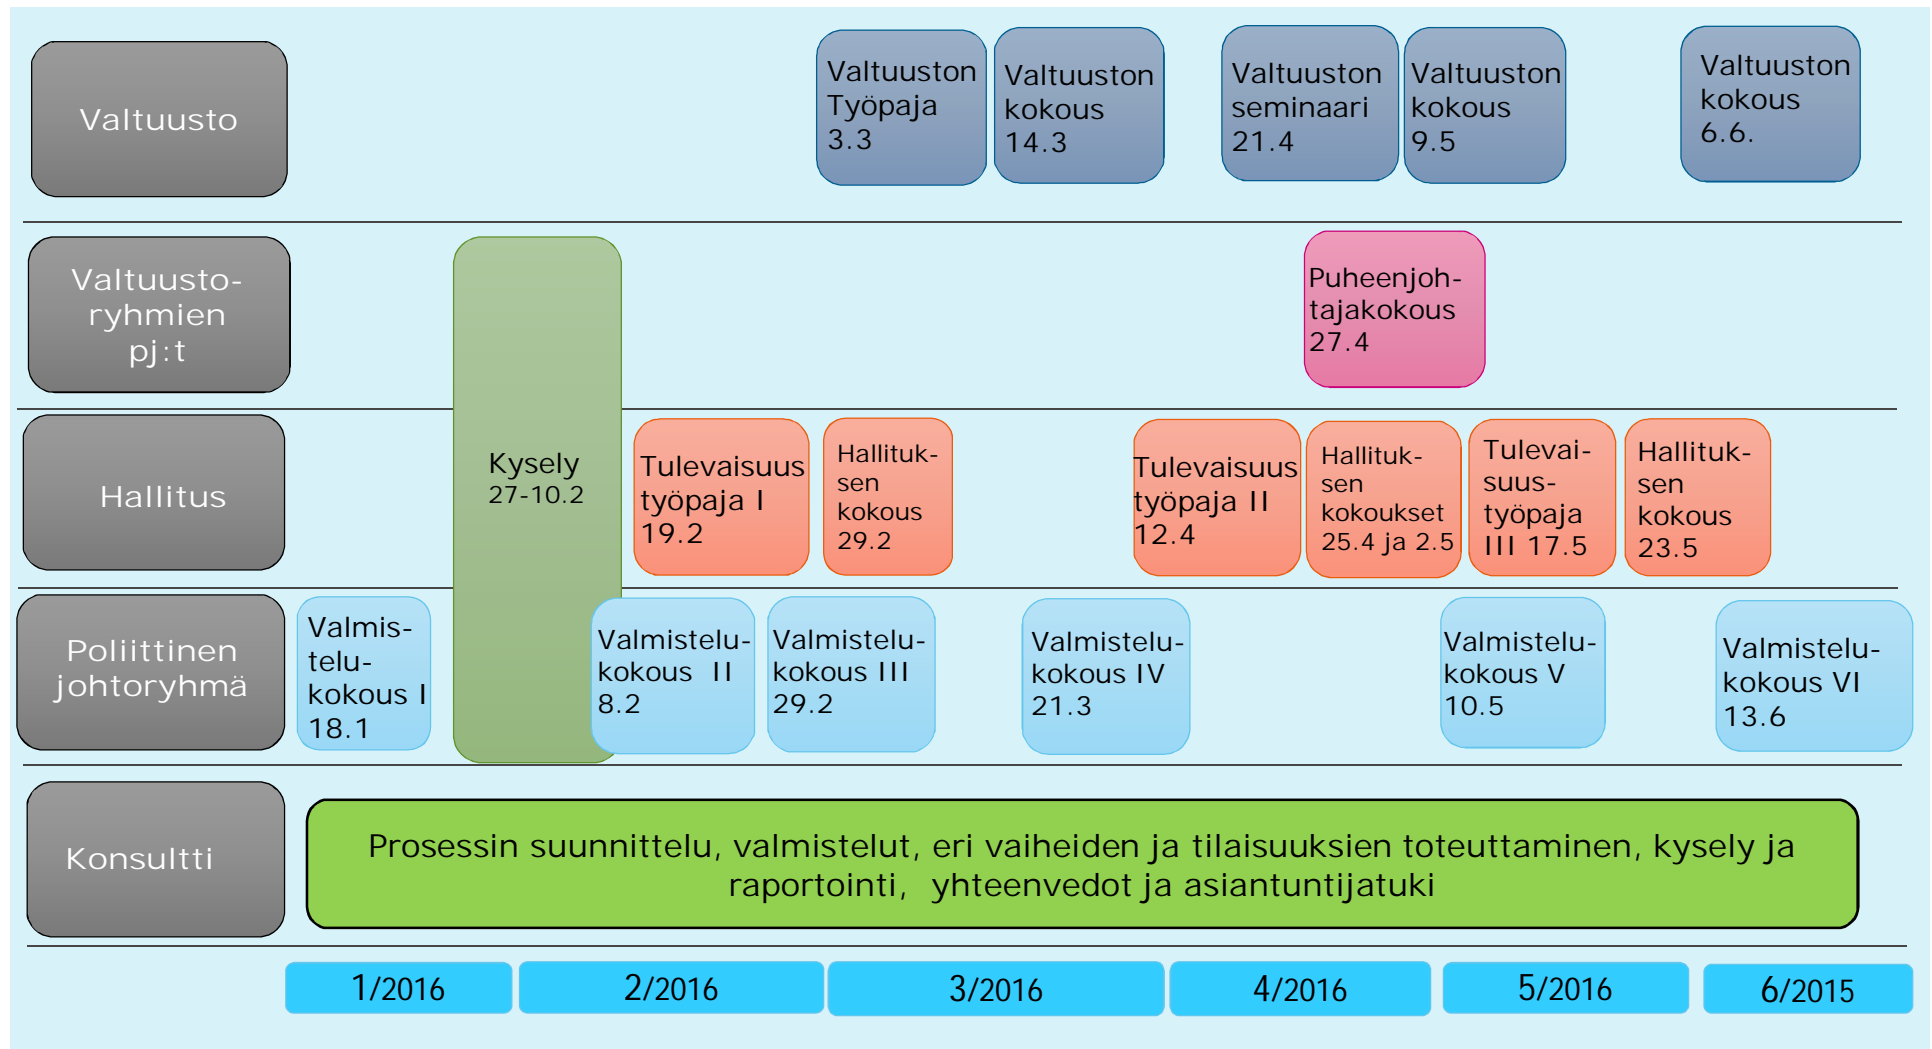 Valtuusto
Valtuuston
Työpaja
3.3
Valtuuston
kokous
14.3
Valtuuston
seminaari
21.4
Valtuuston
kokous
9.5
Valtuuston
kokous
6.6.
Valtuusto-
ryhmien
pj:t
Puheenjoh-
tajakokous
27.4
Kysely
27-10.2
Hallitus
Tulevaisuus
työpaja I
19.2
Hallituk-
sen
kokous
29.2
Tulevaisuus
työpaja II
12.4
Hallituk-
sen
kokoukset
25.4 ja 2.5
Tulevai-
suus-
työpaja
III 17.5
Hallituk-
sen
kokous
23.5
Poliittinen
johtoryhmä
Valmis-
telu-
kokous I
18.1
Valmistelu-
kokous II
8.2
Valmistelu-
kokous III
29.2
Valmistelu-
kokous IV
21.3
Valmistelu-
kokous V
10.5
Valmistelu-
kokous VI
13.6
Konsultti
Prosessin suunnittelu, valmistelut, eri vaiheiden ja tilaisuuksien toteuttaminen, kysely ja
raportointi, yhteenvedot ja asiantuntijatuki
1/2016
2/2016
3/2016
4/2016
5/2016
6/2015